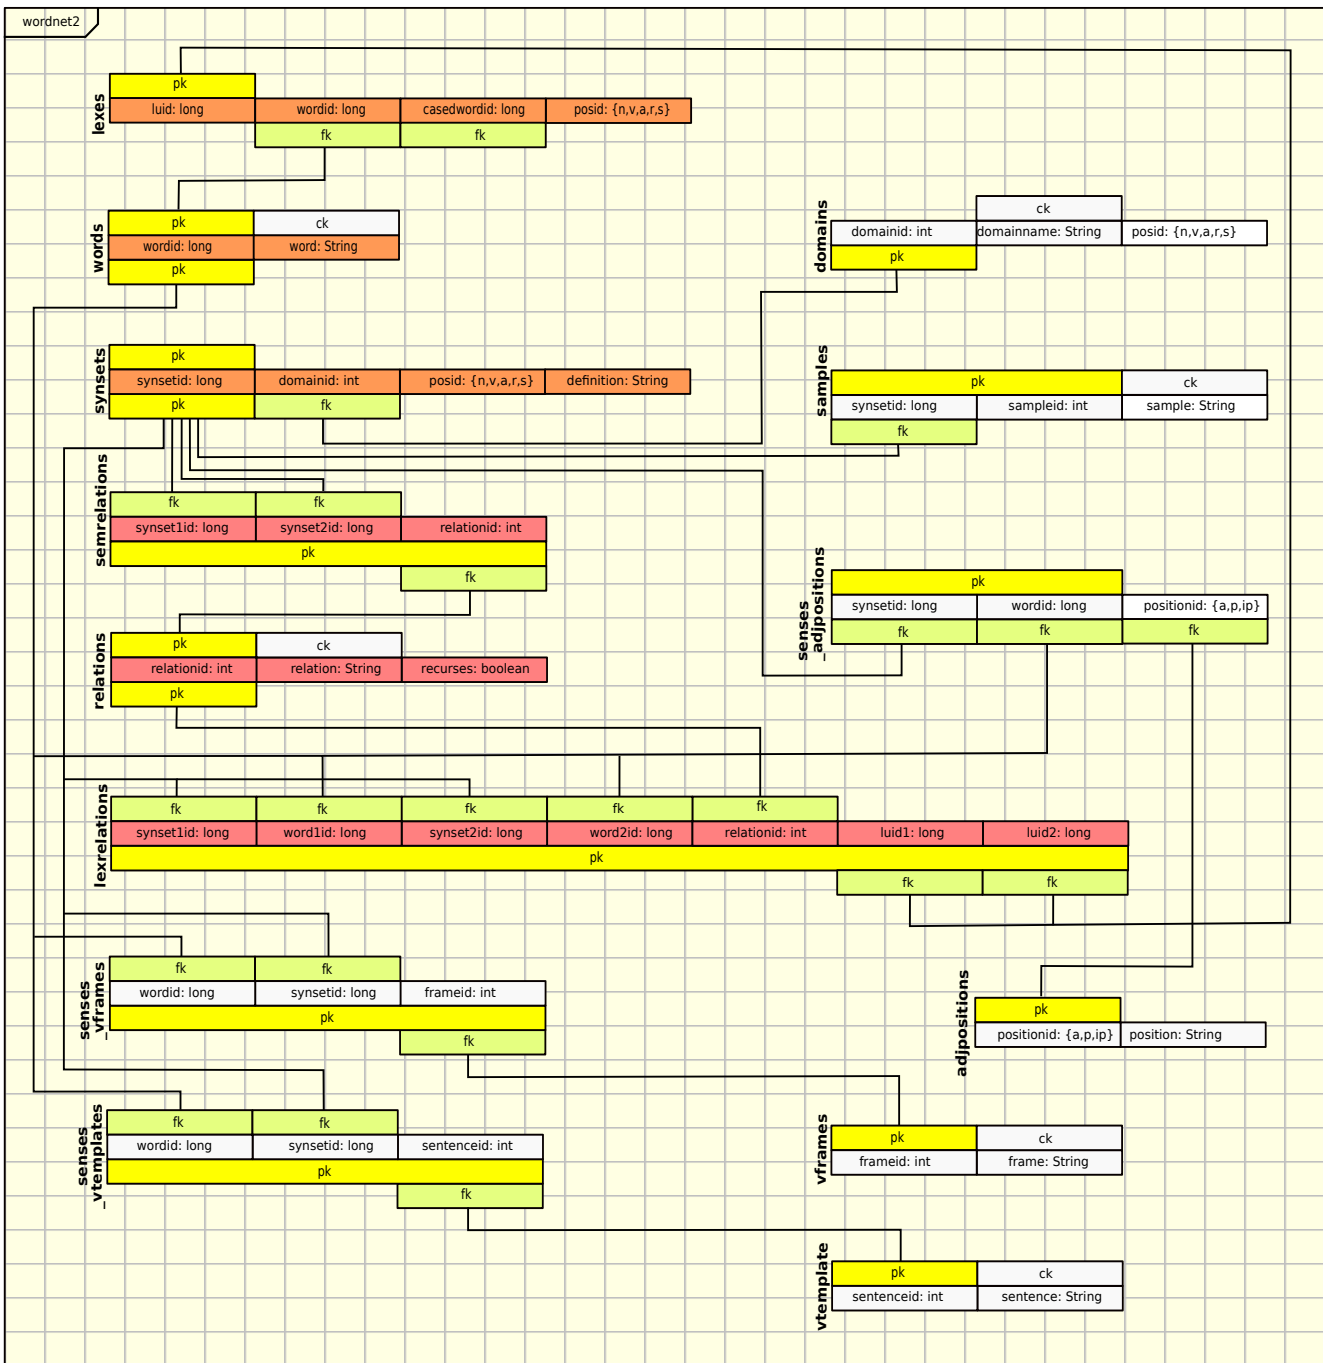 wordnet2
lexes
pk
luid: long wordid: long casedwordid: long posid: {n,v,a,r,s}
fk fk
words
pk ck
wordid: long word: String
pk
domains
ck
domainid: int domainname: String posid: {n,v,a,r,s}
pk
synsets
pk
synsetid: long domainid: int posid: {n,v,a,r,s} definition: String
pk fk
samples
pk ck
synsetid: long sampleid: int sample: String
fk
semrelations
fk fk
synset1id: long synset2id: long relationid: int
pk
fk
senses
_adjpositions
pk
synsetid: long wordid: long positionid: {a,p,ip}
fk fk fk
relations
pk ck
relationid: int relation: String recurses: boolean
pk
lexrelations
fk fk fk fk fk
synset1id: long word1id: long synset2id: long word2id: long relationid: int luid1: long luid2: long
pk
fk fk
senses
_vframes
fk fk
wordid: long synsetid: long frameid: int
pk
fk
adjpositions
pk
positionid: {a,p,ip} position: String
senses
_vtemplates
fk fk
wordid: long synsetid: long sentenceid: int
pk
fk
vframes
pk ck
frameid: int frame: String
vtemplate
pk ck
sentenceid: int sentence: String